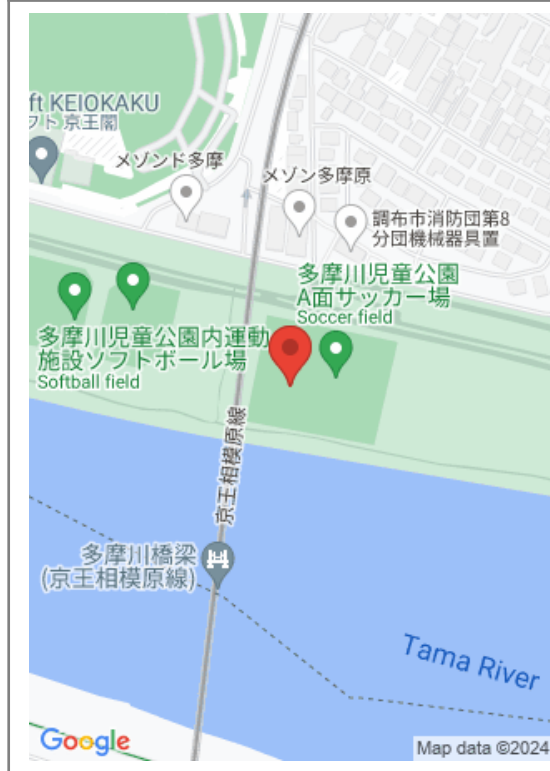 ft KEIOKAKU
フト 京王閣
メゾンド多摩
メゾン多摩原
調布市消防団第8
分団機械器具置
多摩川児童公園
A面サッカー場
Soccer field
多摩川児童公園内運動
施設ソフトボール場
Softball field
京王相模原線
多摩川橋梁
(京王相模原線)
Tama River
Google
Map data ©2024